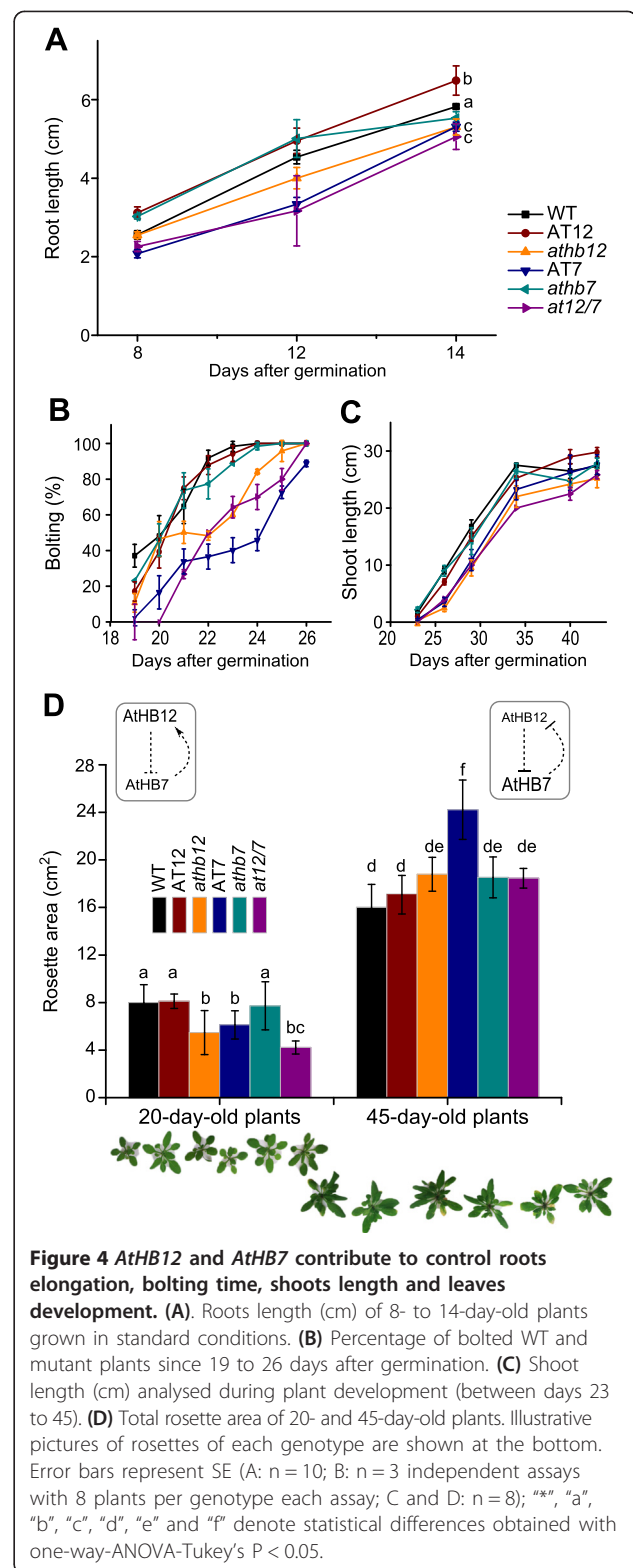 A
Root length (cm)
6
4
2
0
8
12
14
Days after germination
b
a
c
c
WT
AT12
athb12
AT7
athb7
at12/7
B
Bolting (%)
100
80
60
40
20
0
18
20
22
24
26
Days after germination
C
Shoot length (cm)
30
20
10
0
20
25
30
35
40
Days after germination
D
AtHB12
AtHB7
AtHB12
AtHB7
Rosette area (cm2)
28
24
20
16
12
8
4
0
WT
AT12
athb12
AT7
athb7
at12/7
a
a
b
b
a
bc
d
d
de
f
de
de
20-day-old plants
45-day-old plants
Figure 4 AtHB12 and AtHB7 contribute to control roots
elongation, bolting time, shoots length and leaves
development. (A). Roots length (cm) of 8- to 14-day-old plants
grown in standard conditions. (B) Percentage of bolted WT and
mutant plants since 19 to 26 days after germination. (C) Shoot
length (cm) analysed during plant development (between days 23
to 45). (D) Total rosette area of 20- and 45-day-old plants. Illustrative
pictures of rosettes of each genotype are shown at the bottom.
Error bars represent SE (A: n = 10; B: n = 3 independent assays
with 8 plants per genotype each assay; C and D: n = 8); “*”, “a”,
“b”, “c”, “d”, “e” and “f” denote statistical differences obtained with
one-way-ANOVA-Tukey’s P < 0.05.